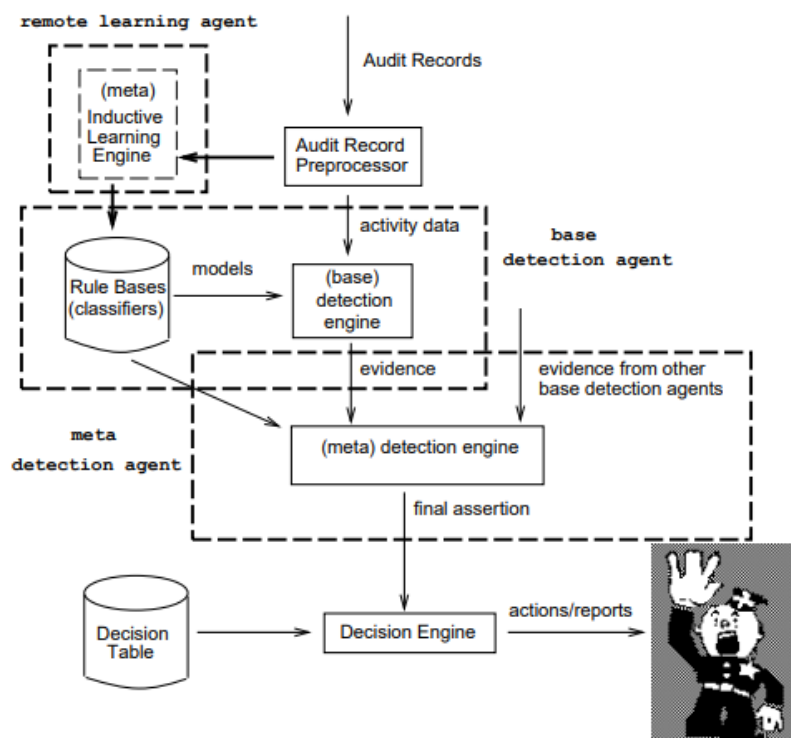 remote learning agent
Audit Records
(meta)
Inductive
Learning
Engine
Audit Record
Preprocessor
activity data
base
detection agent
models
Rule Bases
(classifiers)
(base)
detection
engine
evidence
evidence from other
base detection agents
meta
detection agent
(meta) detection engine
final assertion
Decision
Table
Decision Engine
actions/reports